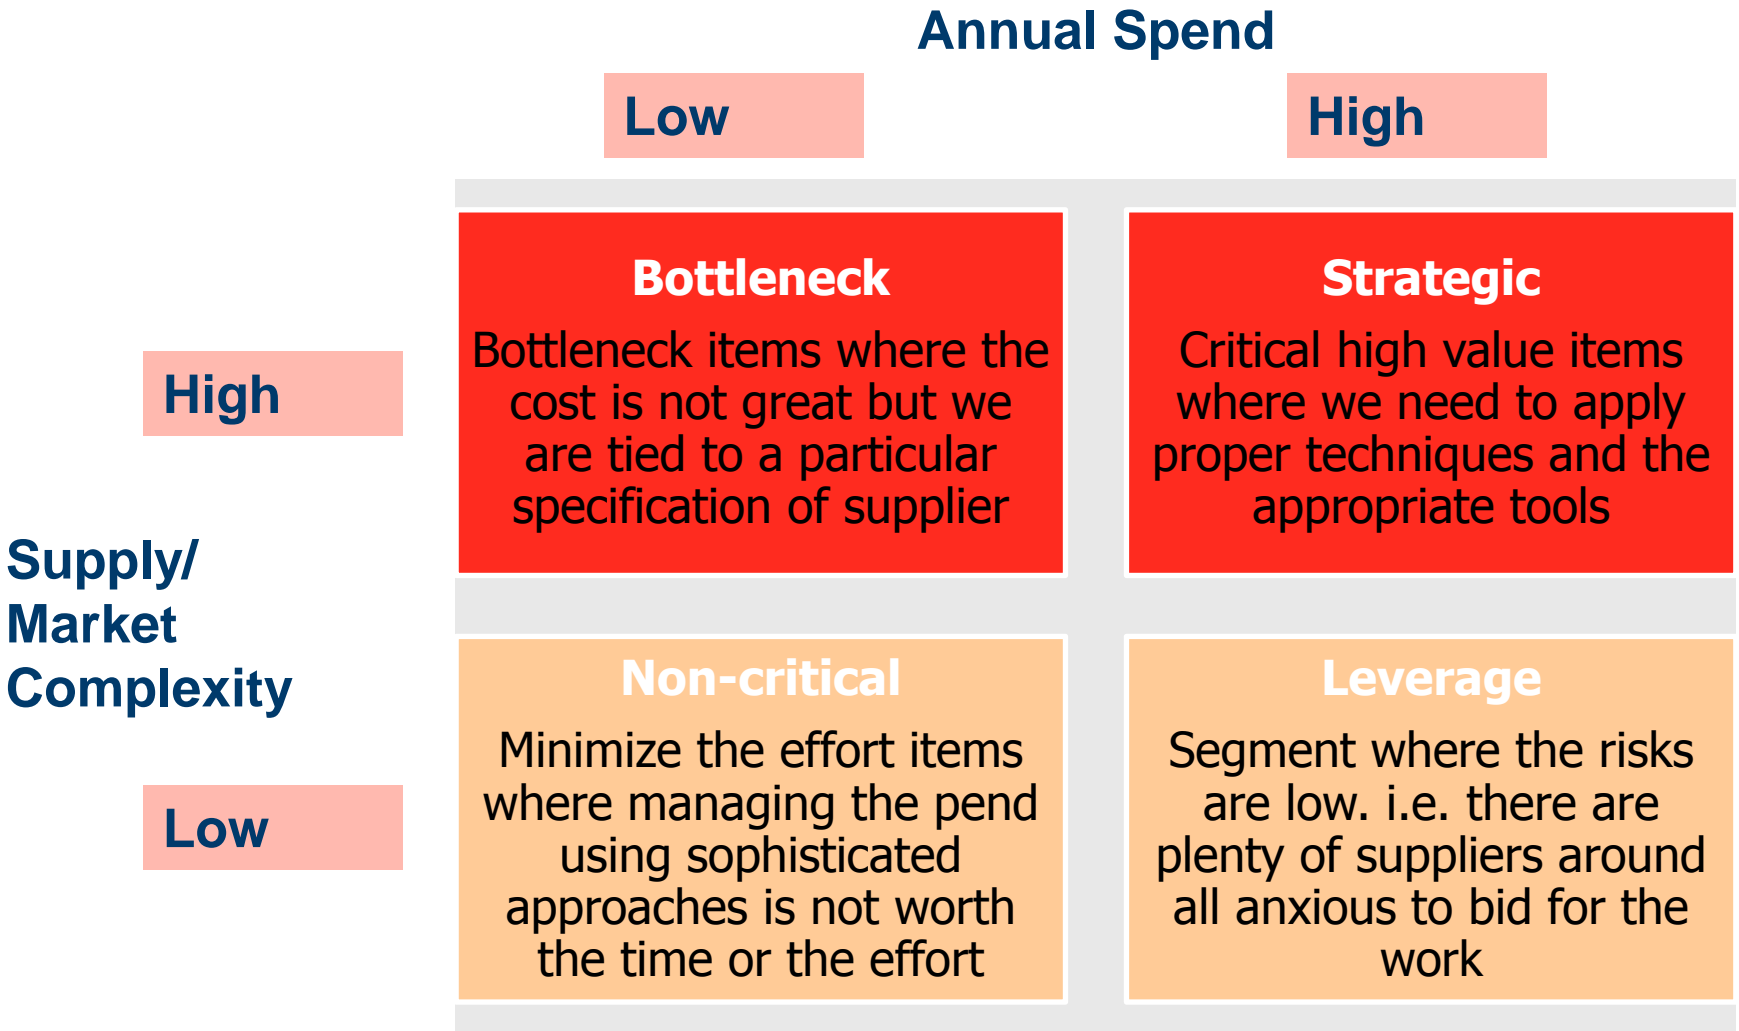 Annual Spend
Low
High
Bottleneck
Bottleneck items where the
cost is not great but we
are tied to a particular
specification of supplier
Strategic
Critical high value items
where we need to apply
proper techniques and the
appropriate tools
High
Supply/
Market
Complexity
Non-critical
Minimize the effort items
where managing the pend
using sophisticated
approaches is not worth
the time or the effort
Leverage
Segment where the risks
are low. i.e. there are
plenty of suppliers around
all anxious to bid for the
work
Low